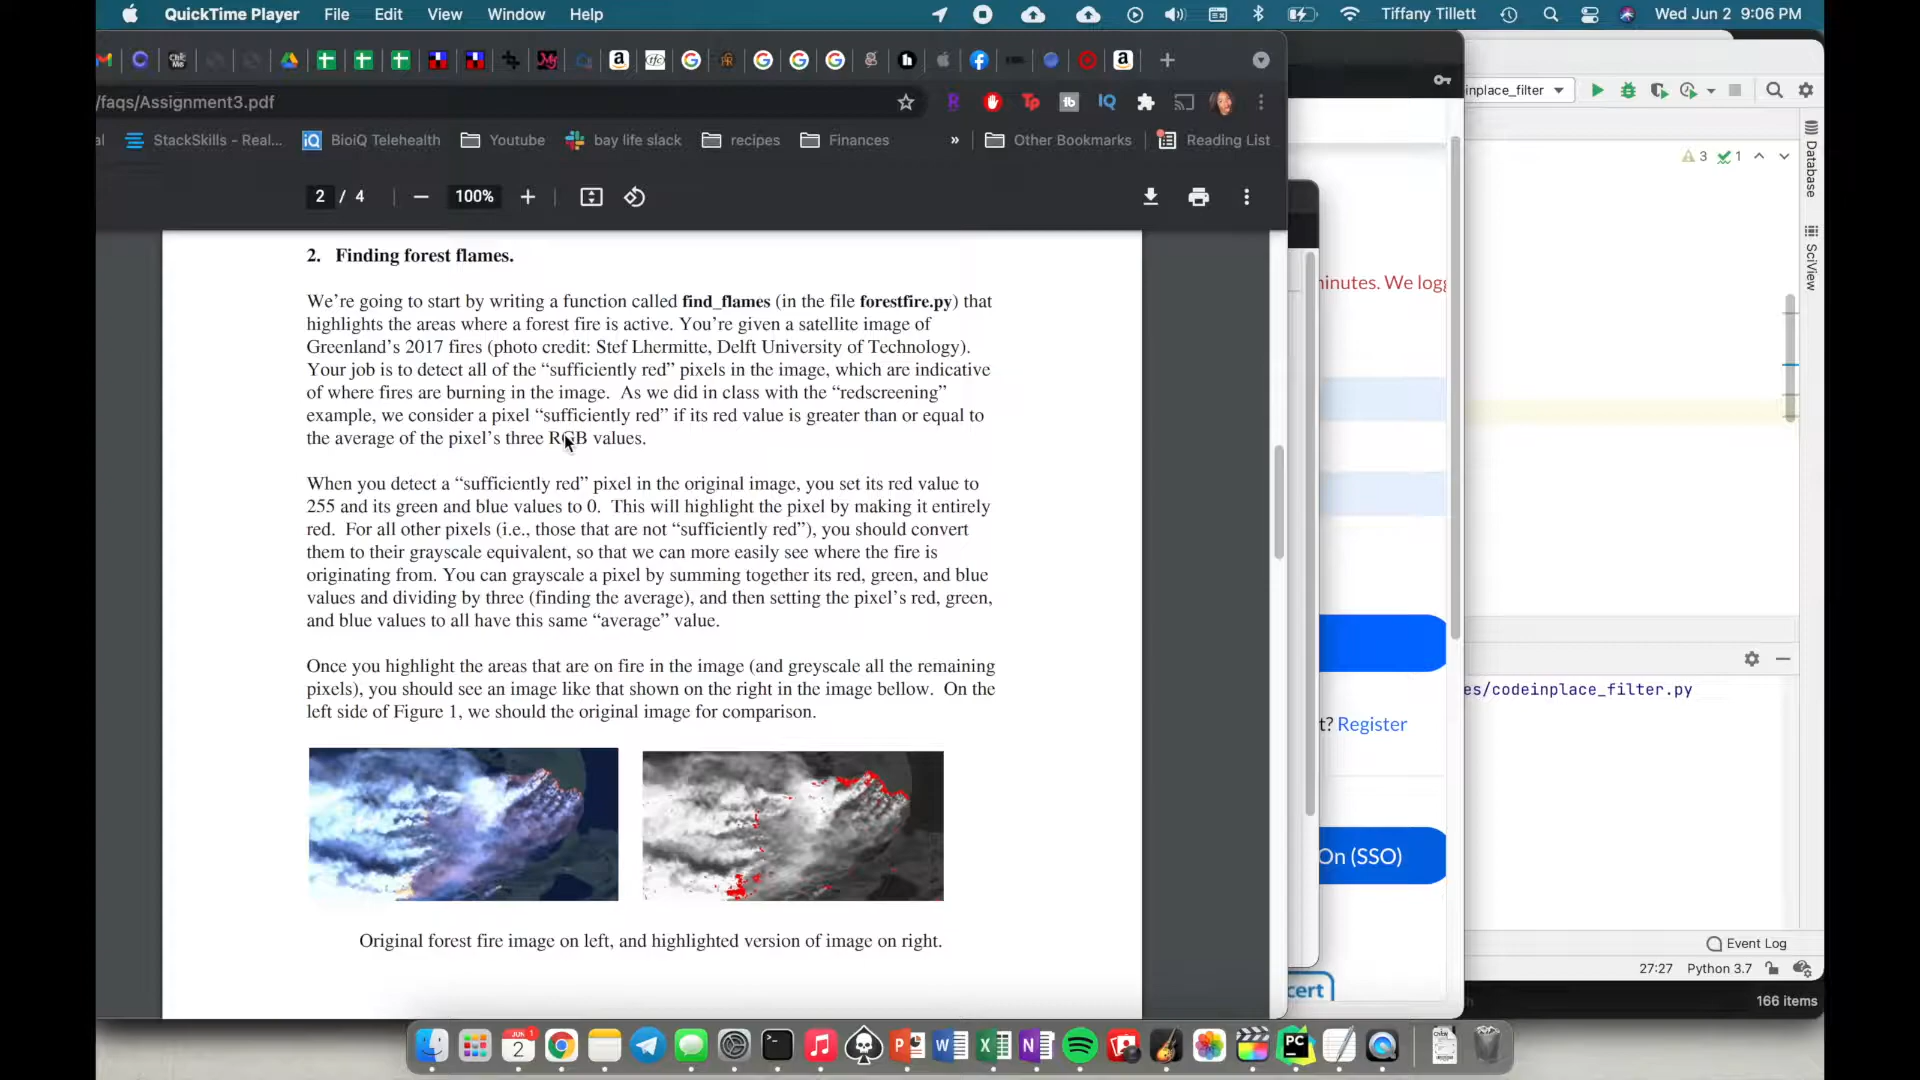 QuickTime Player File Edit View Window Help Tiffany Tillett Wed Jun 2 9:06 PM
/faqs/Assignment3.pdf
inplace_filter
al StackSkills - Real... BioiQ Telehealth Youtube bay life slack recipes Finances » Other Bookmarks Reading List
3 1
Database
SciView
2 / 4 100%
2. Finding forest flames.
We're going to start by writing a function called find_flames (in the file forestfire.py) that
highlights the areas where a forest fire is active. You're given a satellite image of
Greenland's 2017 fires (photo credit: Stef Lhermitte, Delft University of Technology).
Your job is to detect all of the “sufficiently red” pixels in the image, which are indicative
of where fires are burning in the image. As we did in class with the “redscreening”
example, we consider a pixel “sufficiently red” if its red value is greater than or equal to
the average of the pixel's three RGB values.
When you detect a “sufficiently red” pixel in the original image, you set its red value to
255 and its green and blue values to 0. This will highlight the pixel by making it entirely
red. For all other pixels (i.e., those that are not “sufficiently red”), you should convert
them to their grayscale equivalent, so that we can more easily see where the fire is
originating from. You can grayscale a pixel by summing together its red, green, and blue
values and dividing by three (finding the average), and then setting the pixel's red, green,
and blue values to all have this same “average” value.
Once you highlight the areas that are on fire in the image (and greyscale all the remaining
pixels), you should see an image like that shown on the right in the image bellow. On the
left side of Figure 1, we should the original image for comparison.
Original forest fire image on left, and highlighted version of image on right.
inutes. We logg
es/codeinplace_filter.py
t? Register
On (SSO)
Event Log
27:27 Python 3.7
cert
166 items